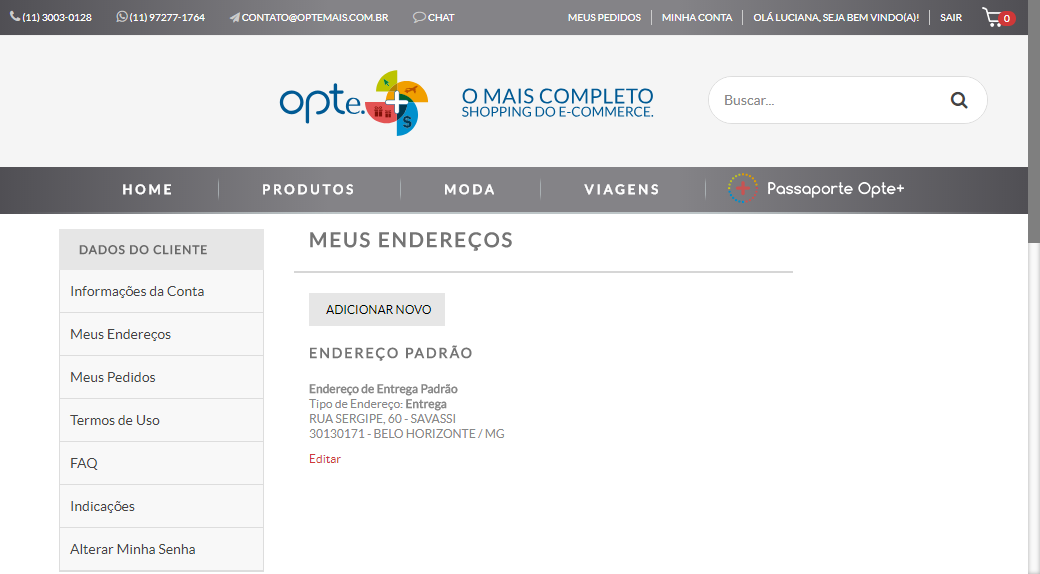 (11) 3003-0128 (11) 97277-1764 CONTATO@OPTEMAIS.COM.BR CHAT MEUS PEDIDOS MINHA CONTA OLÁ LUCIANA, SEJA BEM VINDO(A)! SAIR 0
opte.
S
O MAIS COMPLETO
SHOPPING DO E-COMMERCE.
Buscar...
HOME PRODUTOS MODA VIAGENS Passaporte Opte+
DADOS DO CLIENTE
Informações da Conta
Meus Endereços
Meus Pedidos
Termos de Uso
FAQ
Indicações
Alterar Minha Senha
MEUS ENDEREÇOS
ADICIONAR NOVO
ENDEREÇO PADRÃO
Endereço de Entrega Padrão
Tipo de Endereço: Entrega
RUA SERGIPE, 60 - SAVASSI
30130171 - BELO HORIZONTE / MG
Editar